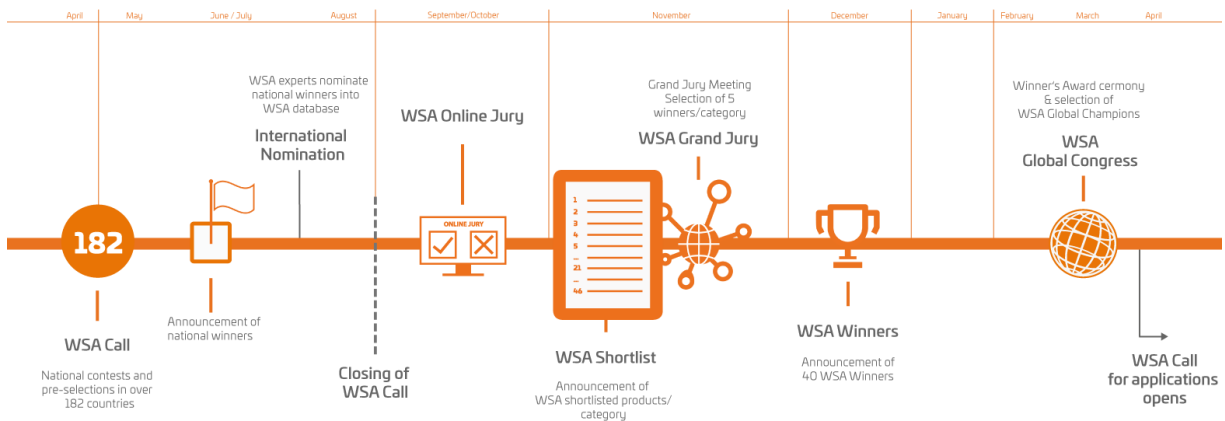 April
May
June / July
August
September/October
November
December
January
February
March
April
182
WSA Call
National contests and
pre-selections in over
182 countries
Announcement of
national winners
WSA experts nominate
national winners into
WSA database
International
Nomination
Closing of
WSA Call
WSA Online Jury
ONLINE JURY
1
2
3
4
5
...
21
...
46
WSA Shortlist
Announcement of
WSA shortlisted products/
category
Grand Jury Meeting
Selection of 5
winners/category
WSA Grand Jury
WSA Winners
Announcement of
40 WSA Winners
Winner's Award cermony
& selection of
WSA Global Champions
WSA
Global Congress
WSA Call
for applications
opens